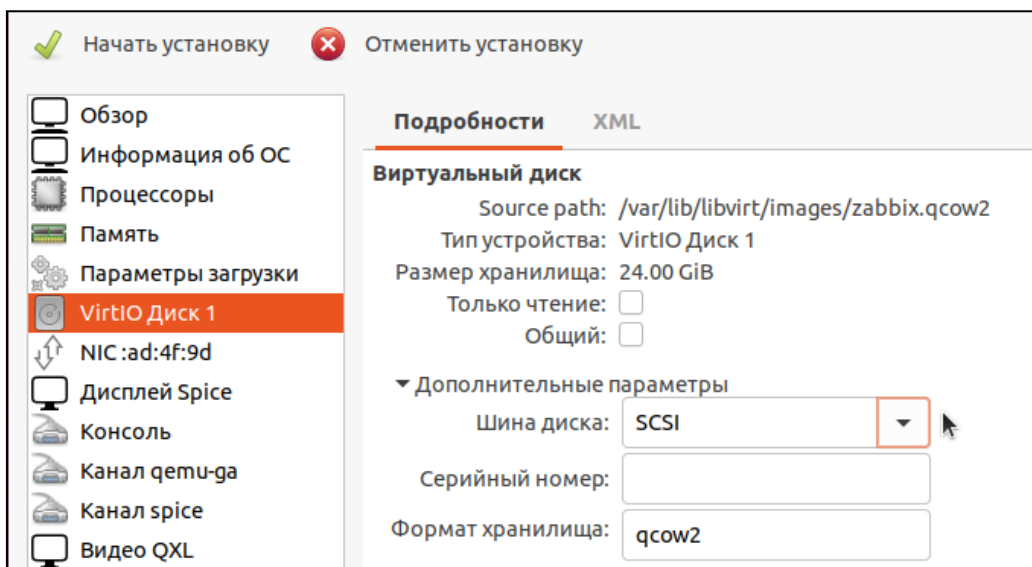 Начать установку Отменить установку
Обзор
Информация об ОС
Процессоры
Память
Параметры загрузки
VirtIO Диск 1
NIC :ad:4f:9d
Дисплей Spice
Консоль
Канал qemu-ga
Канал spice
Видео QXL
Подробности XML
Виртуальный диск
Source path: /var/lib/libvirt/images/zabbix.qcow2
Тип устройства: VirtIO Диск 1
Размер хранилища: 24.00 GiB
Только чтение:
Общий:
Дополнительные параметры
Шина диска: SCSI
Серийный номер:
Формат хранилища: qcow2